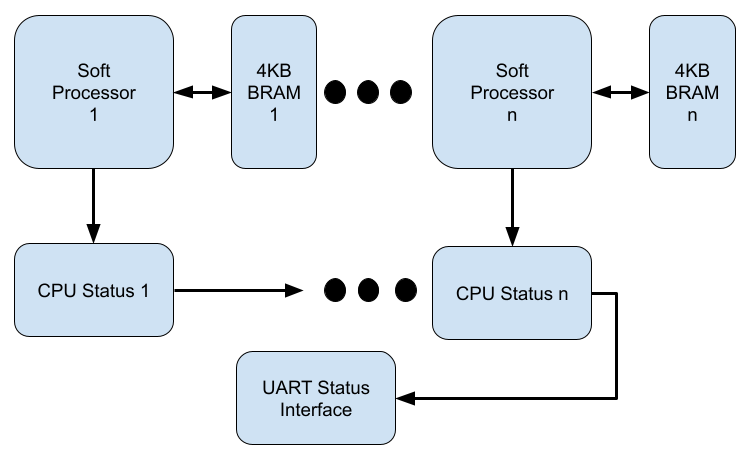 Soft
Processor
1
4KB
BRAM
1
Soft
Processor
n
4KB
BRAM
n
CPU Status 1
CPU Status n
UART Status
Interface